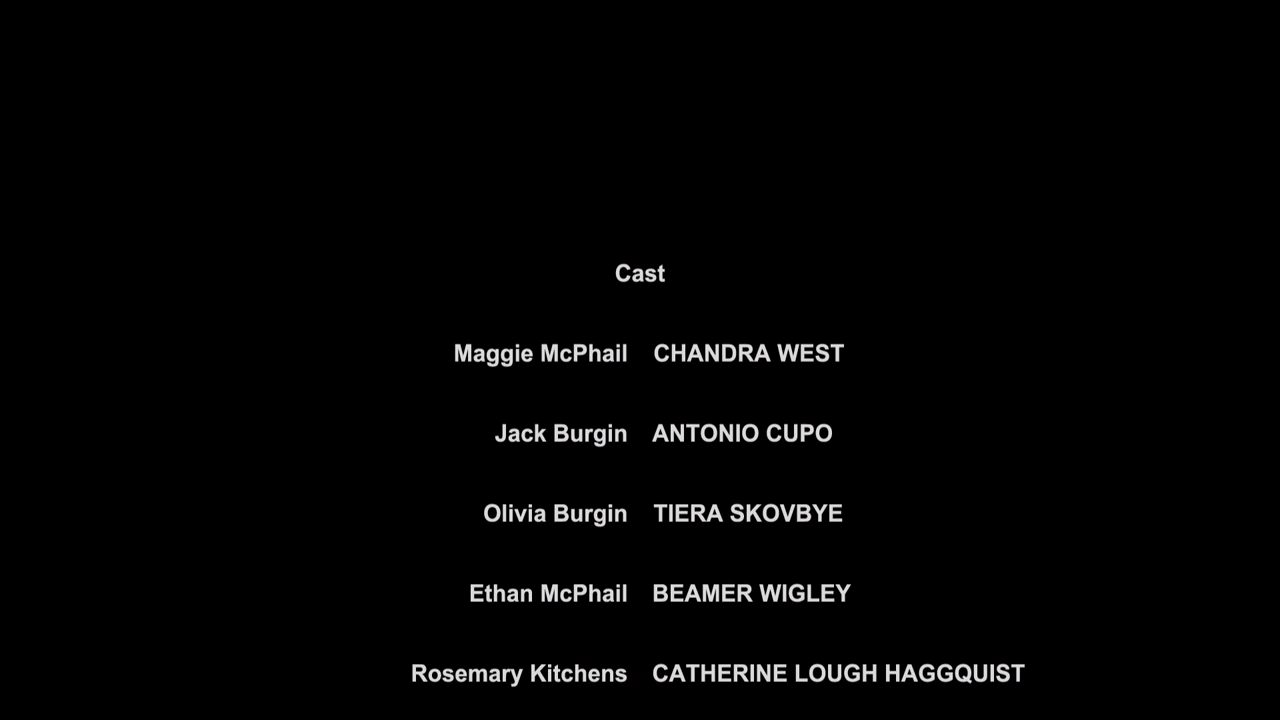 Cast
Maggie McPhail CHANDRA WEST
Jack Burgin ANTONIO CUPO
Olivia Burgin TIERA SKOVBYE
Ethan McPhail BEAMER WIGLEY
Rosemary Kitchens CATHERINE LOUGH HAGGQUIST